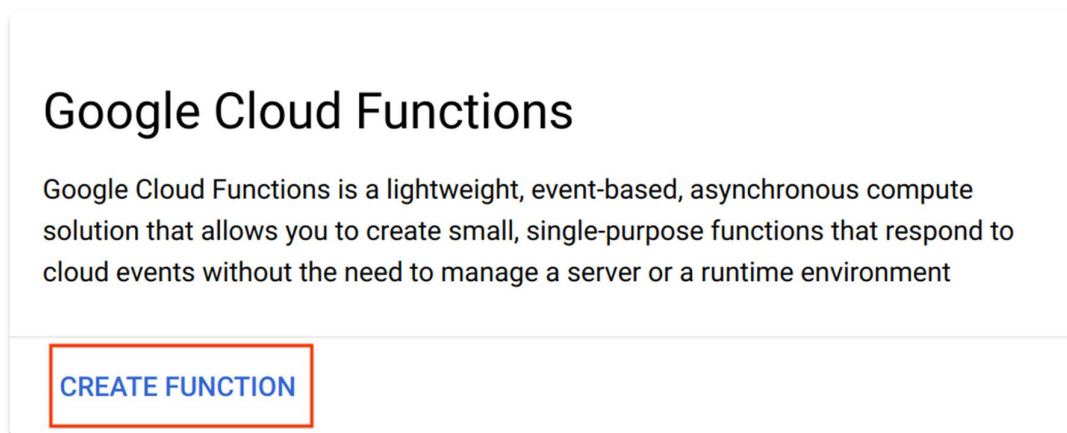 Google Cloud Functions
Google Cloud Functions is a lightweight, event-based, asynchronous compute
solution that allows you to create small, single-purpose functions that respond to
cloud events without the need to manage a server or a runtime environment
CREATE FUNCTION